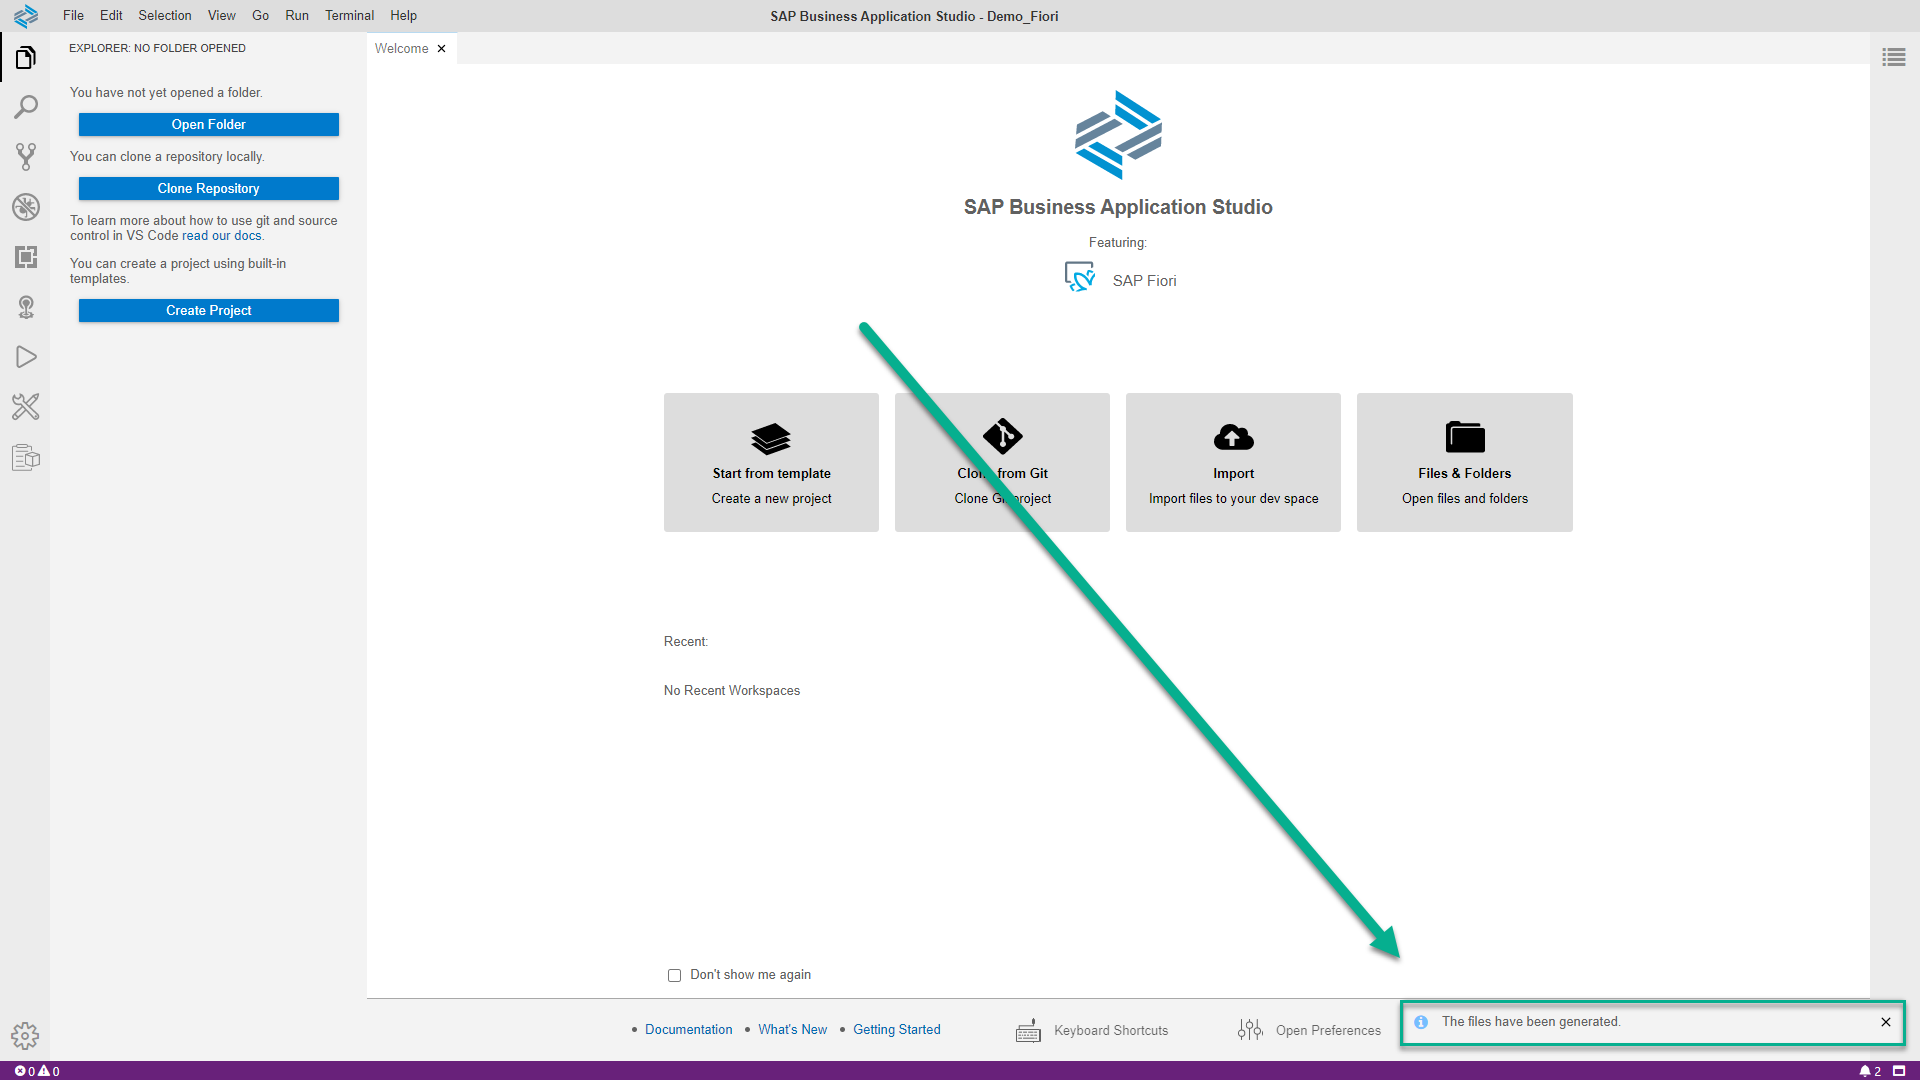 File Edit Selection View Go Run Terminal Help
SAP Business Application Studio - Demo_Fiori
EXPLORER: NO FOLDER OPENED
Welcome
You have not yet opened a folder.
Open Folder
You can clone a repository locally.
Clone Repository
To learn more about how to use git and source
control in VS Code read our docs.
You can create a project using built-in
templates.
Create Project
SAP Business Application Studio
Featuring:
SAP Fiori
Start from template
Create a new project
Clone from Git
Clone Git project
Import
Import files to your dev space
Files & Folders
Open files and folders
Recent:
No Recent Workspaces
Don't show me again
• Documentation • What's New • Getting Started
Keyboard Shortcuts
Open Preferences
The files have been generated.
0 0
2